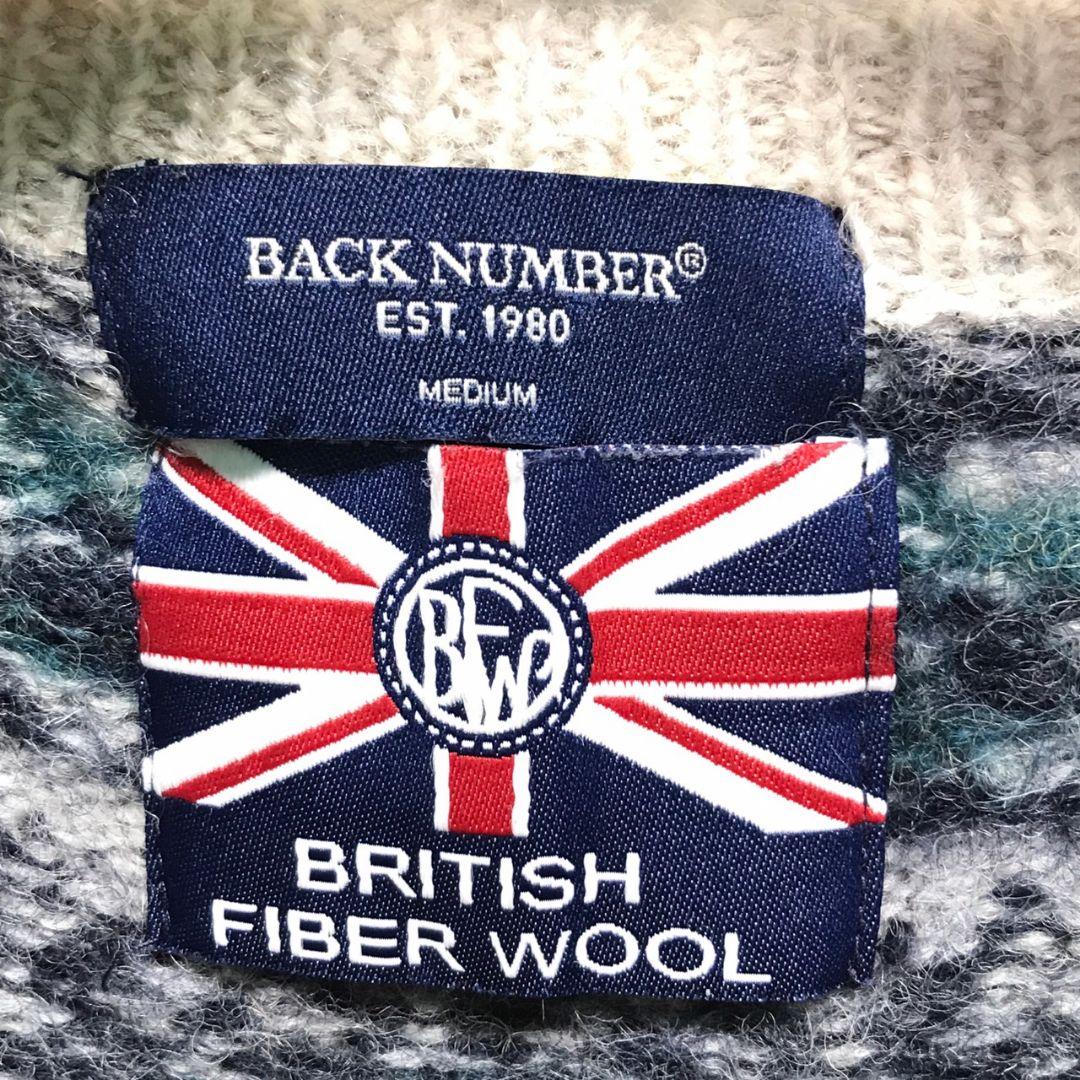 BACK NUMBER®
EST. 1980
MEDIUM
BFW
BRITISH
FIBER WOOL